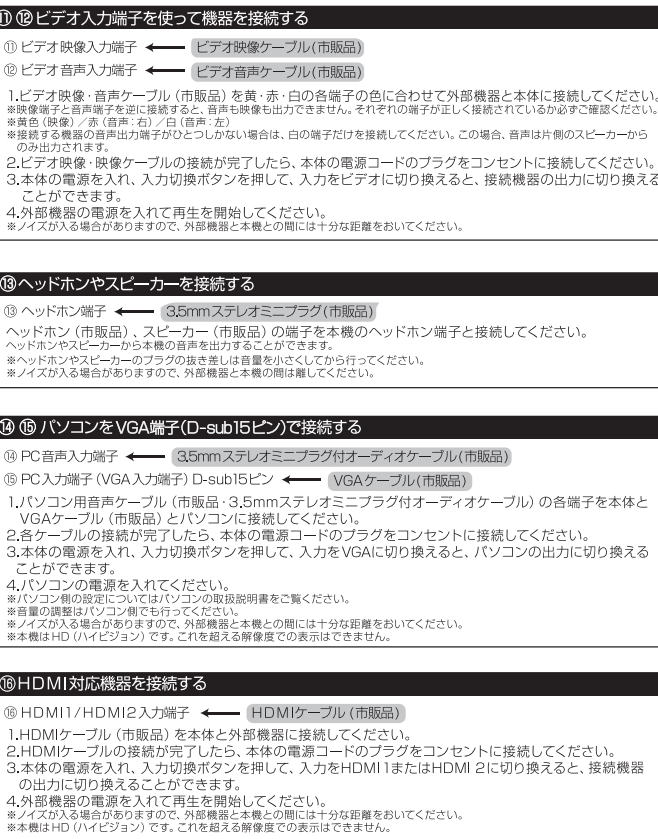 ⑪ ⑫ ビデオ入力端子を使って機器を接続する
⑪ ビデオ映像入力端子 ← ビデオ映像ケーブル(市販品)
⑫ ビデオ音声入力端子 ← ビデオ音声ケーブル(市販品)
1.ビデオ映像・音声ケーブル（市販品）を黄・赤・白の各端子の色に合わせて外部機器と本体に接続してください。
※映像端子と音声端子を逆に接続すると、音声も映像も出力できません。それぞれの端子が正しく接続されているか必ずご確認ください。
※黄色（映像）／赤（音声：右）／白（音声：左）
※接続する機器の音声出力端子がひとつしかない場合は、白の端子だけを接続してください。この場合、音声は片側のスピーカーから
のみ出力されます。
2.ビデオ映像・映像ケーブルの接続が完了したら、本体の電源コードのプラグをコンセントに接続してください。
3.本体の電源を入れ、入力切換ボタンを押して、入力をビデオに切り換えると、接続機器の出力に切り換える
ことができます。
4.外部機器の電源を入れて再生を開始してください。
※ノイズが入る場合がありますので、外部機器と本機との間には十分な距離をおいてください。
⑬ヘッドホンやスピーカーを接続する
⑬ ヘッドホン端子 ← 3.5mmステレオミニプラグ(市販品)
ヘッドホン（市販品）、スピーカー（市販品）の端子を本機のヘッドホン端子と接続してください。
ヘッドホンやスピーカーから本機の音声を出力することができます。
※ヘッドホンやスピーカーのプラグの抜き差しは音量を小さくしてから行ってください。
※ノイズが入る場合がありますので、外部機器と本機の間は離してください。
⑭ ⑮ パソコンをVGA端子(D-sub15ピン)で接続する
⑭ PC音声入力端子 ← 3.5mmステレオミニプラグ付オーディオケーブル(市販品)
⑮ PC入力端子（VGA入力端子）D-sub15ピン ← VGAケーブル(市販品)
1.パソコン用音声ケーブル（市販品・3.5mmステレオミニプラグ付オーディオケーブル）の各端子を本体と
VGAケーブル（市販品）とパソコンに接続してください。
2.各ケーブルの接続が完了したら、本体の電源コードのプラグをコンセントに接続してください。
3.本体の電源を入れ、入力切換ボタンを押して、入力をVGAに切り換えると、パソコンの出力に切り換える
ことができます。
4.パソコンの電源を入れてください。
※パソコン側の設定についてはパソコンの取扱説明書をご覧ください。
※音量の調整はパソコン側でも行ってください。
※ノイズが入る場合がありますので、外部機器と本機との間には十分な距離をおいてください。
※本機はHD（ハイビジョン）です。これを超える解像度での表示はできません。
⑯HDMI対応機器を接続する
⑯ HDMI1/HDMI2入力端子 ← HDMIケーブル（市販品）
1.HDMIケーブル（市販品）を本体と外部機器に接続してください。
2.HDMIケーブルの接続が完了したら、本体の電源コードのプラグをコンセントに接続してください。
3.本体の電源を入れ、入力切換ボタンを押して、入力をHDMI 1またはHDMI 2に切り換えると、接続機器
の出力に切り換えることができます。
4.外部機器の電源を入れて再生を開始してください。
※ノイズが入る場合がありますので、外部機器と本機との間には十分な距離をおいてください。
※本機はHD（ハイビジョン）です。これを超える解像度での表示はできません。